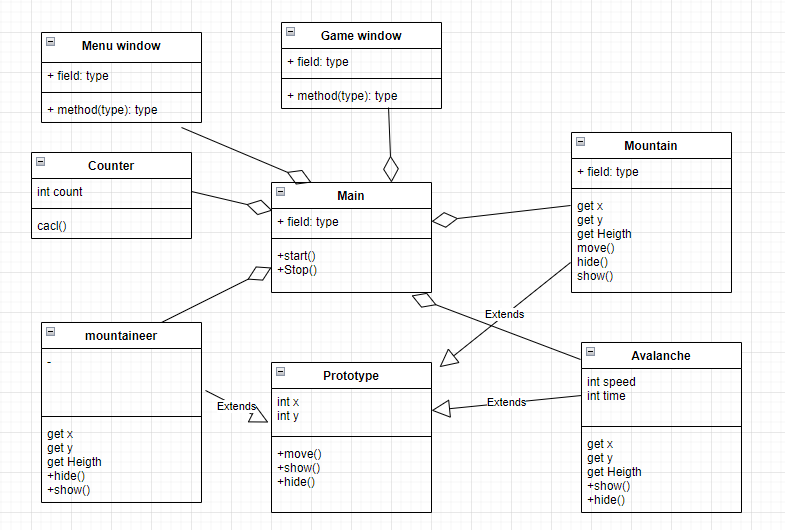 Menu window
+ field: type
+ method(type): type
Game window
+ field: type
+ method(type): type
Counter
int count
cacl()
Main
+ field: type
+start()
+Stop()
Mountain
+ field: type
get x
get y
get Heigth
move()
hide()
show()
mountaineer
-
get x
get y
get Heigth
+hide()
+show()
Extends
Prototype
int x
int y
+move()
+show()
+hide()
Extends
Extends
Avalanche
int speed
int time
get x
get y
get Heigth
+show()
+hide()